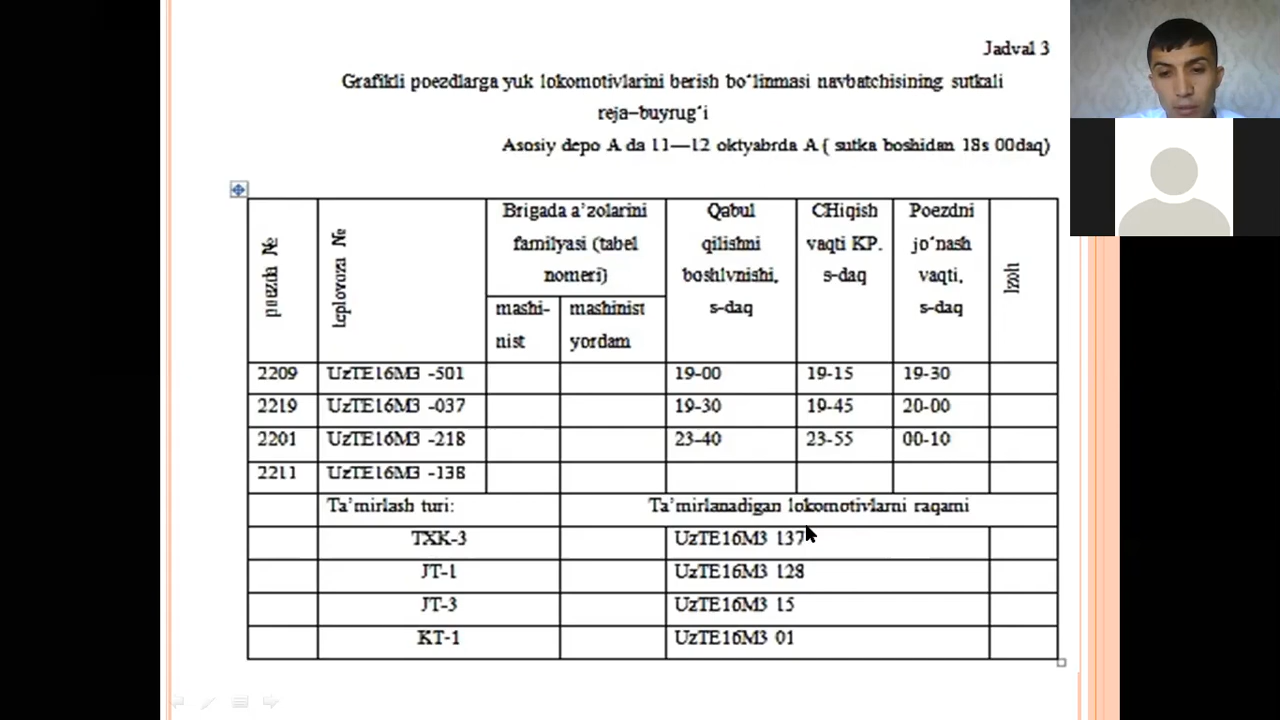 Jadval 3
Grafikli poezdlarga yuk lokomotivlarini berish bo‘linmasi navbatchisining sutkali
reja–buyrug‘i
Asosiy depo A da 11—12 oktyabrda A ( sutka boshidan 18s 00daq)
poezda №
teplovoza №
Brigada a’zolarini
familyasi (tabel
nomeri)
mashi-
nist
mashinist
yordam
Qabul
qilishni
boshlvnishi,
s-daq
CHiqish
vaqti KP.
s-daq
Poezdni
jo‘nash
vaqti,
s-daq
Izoh
2209 UzTE16M3 -501 19-00 19-15 19-30
2219 UzTE16M3 -037 19-30 19-45 20-00
2201 UzTE16M3 -218 23-40 23-55 00-10
2211 UzTE16M3 -138
Ta’mirlash turi: Ta’mirlanadigan lokomotivlarni raqami
TXK-3 UzTE16M3 137
JT-1 UzTE16M3 128
JT-3 UzTE16M3 15
KT-1 UzTE16M3 01